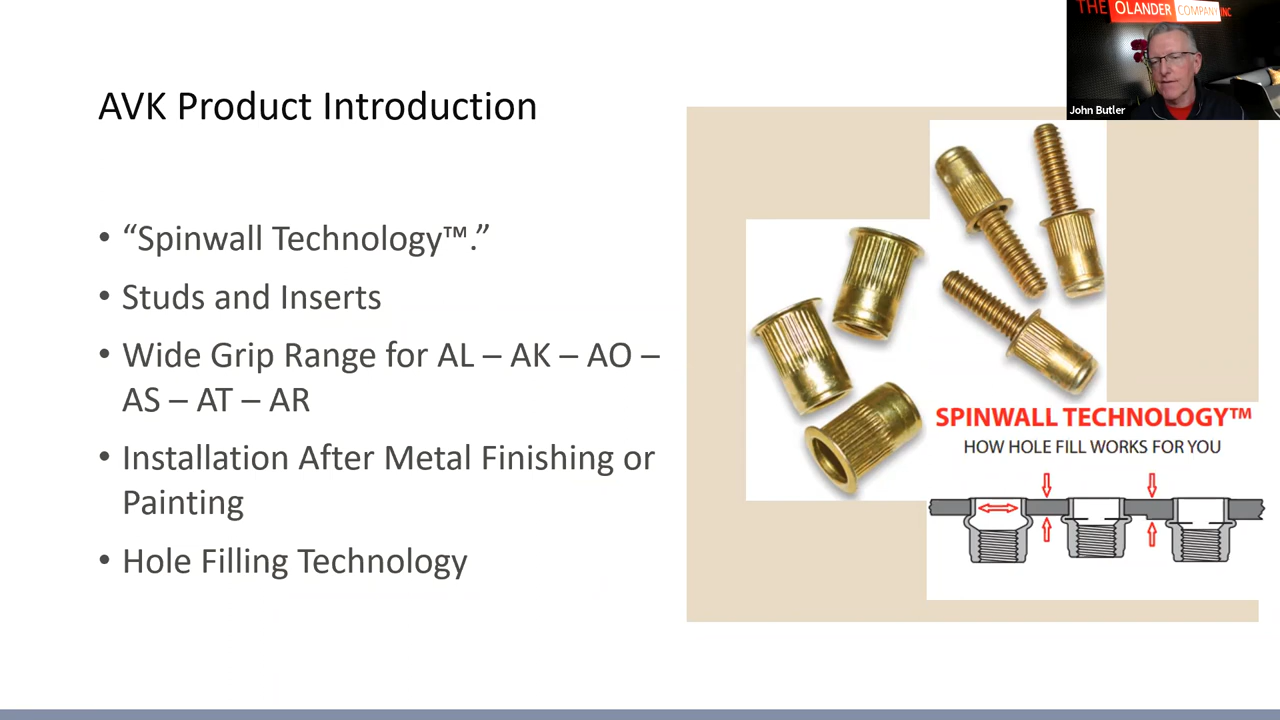 THE OLANDER COMPANY INC
John Butler
AVK Product Introduction
• “Spinwall Technology™.”
• Studs and Inserts
• Wide Grip Range for AL – AK – AO –
AS – AT – AR
• Installation After Metal Finishing or
Painting
• Hole Filling Technology
SPINWALL TECHNOLOGY™
HOW HOLE FILL WORKS FOR YOU